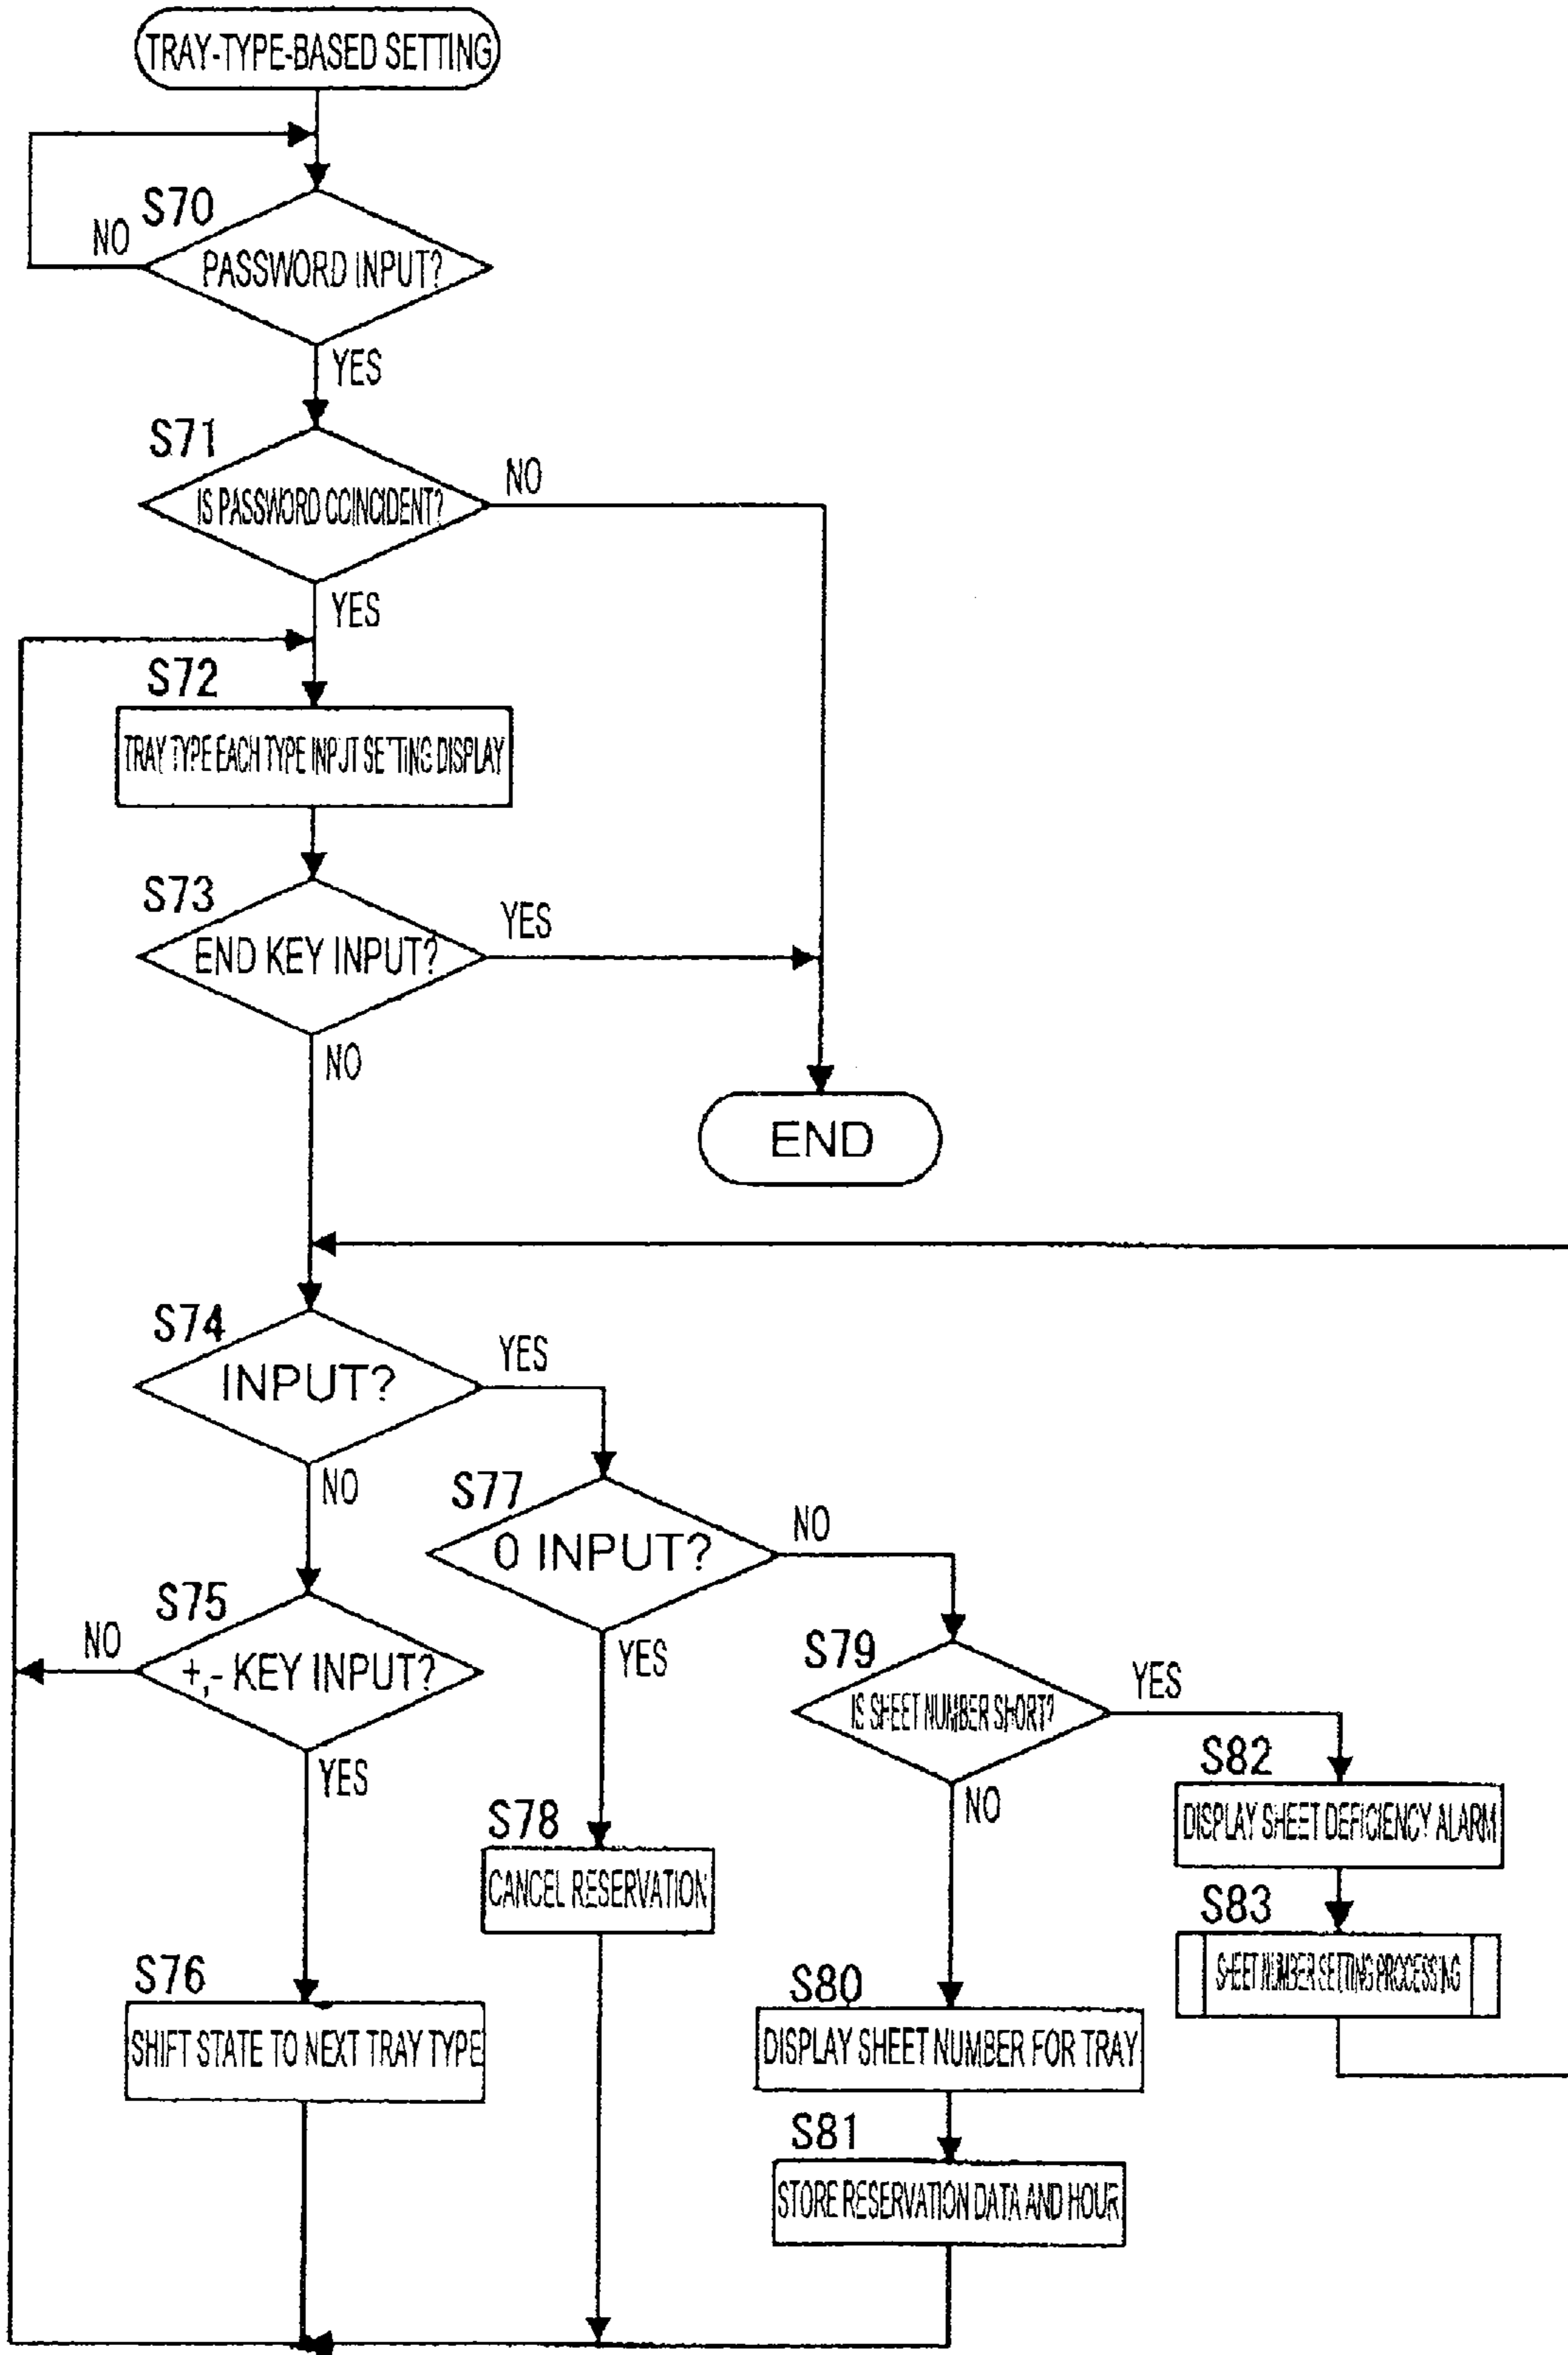 TRAY-TYPE-BASED SETTING
S70
NO
PASSWORD INPUT?
YES
S71
IS PASSWORD COINCIDENT?
NO
YES
S72
TRAY TYPE EACH TYPE INPUT SETTING DISPLAY
S73
END KEY INPUT?
YES
NO
END
S74
INPUT?
YES
NO
S77
0 INPUT?
NO
YES
S75
+,- KEY INPUT?
NO
YES
S79
IS SHEET NUMBER SHORT?
YES
NO
S82
DISPLAY SHEET DEFICIENCY ALARM
S78
CANCEL RESERVATION
S83
SHEET NUMBER SETTING PROCESSING
S76
SHIFT STATE TO NEXT TRAY TYPE
S80
DISPLAY SHEET NUMBER FOR TRAY
S81
STORE RESERVATION DATA AND HOUR